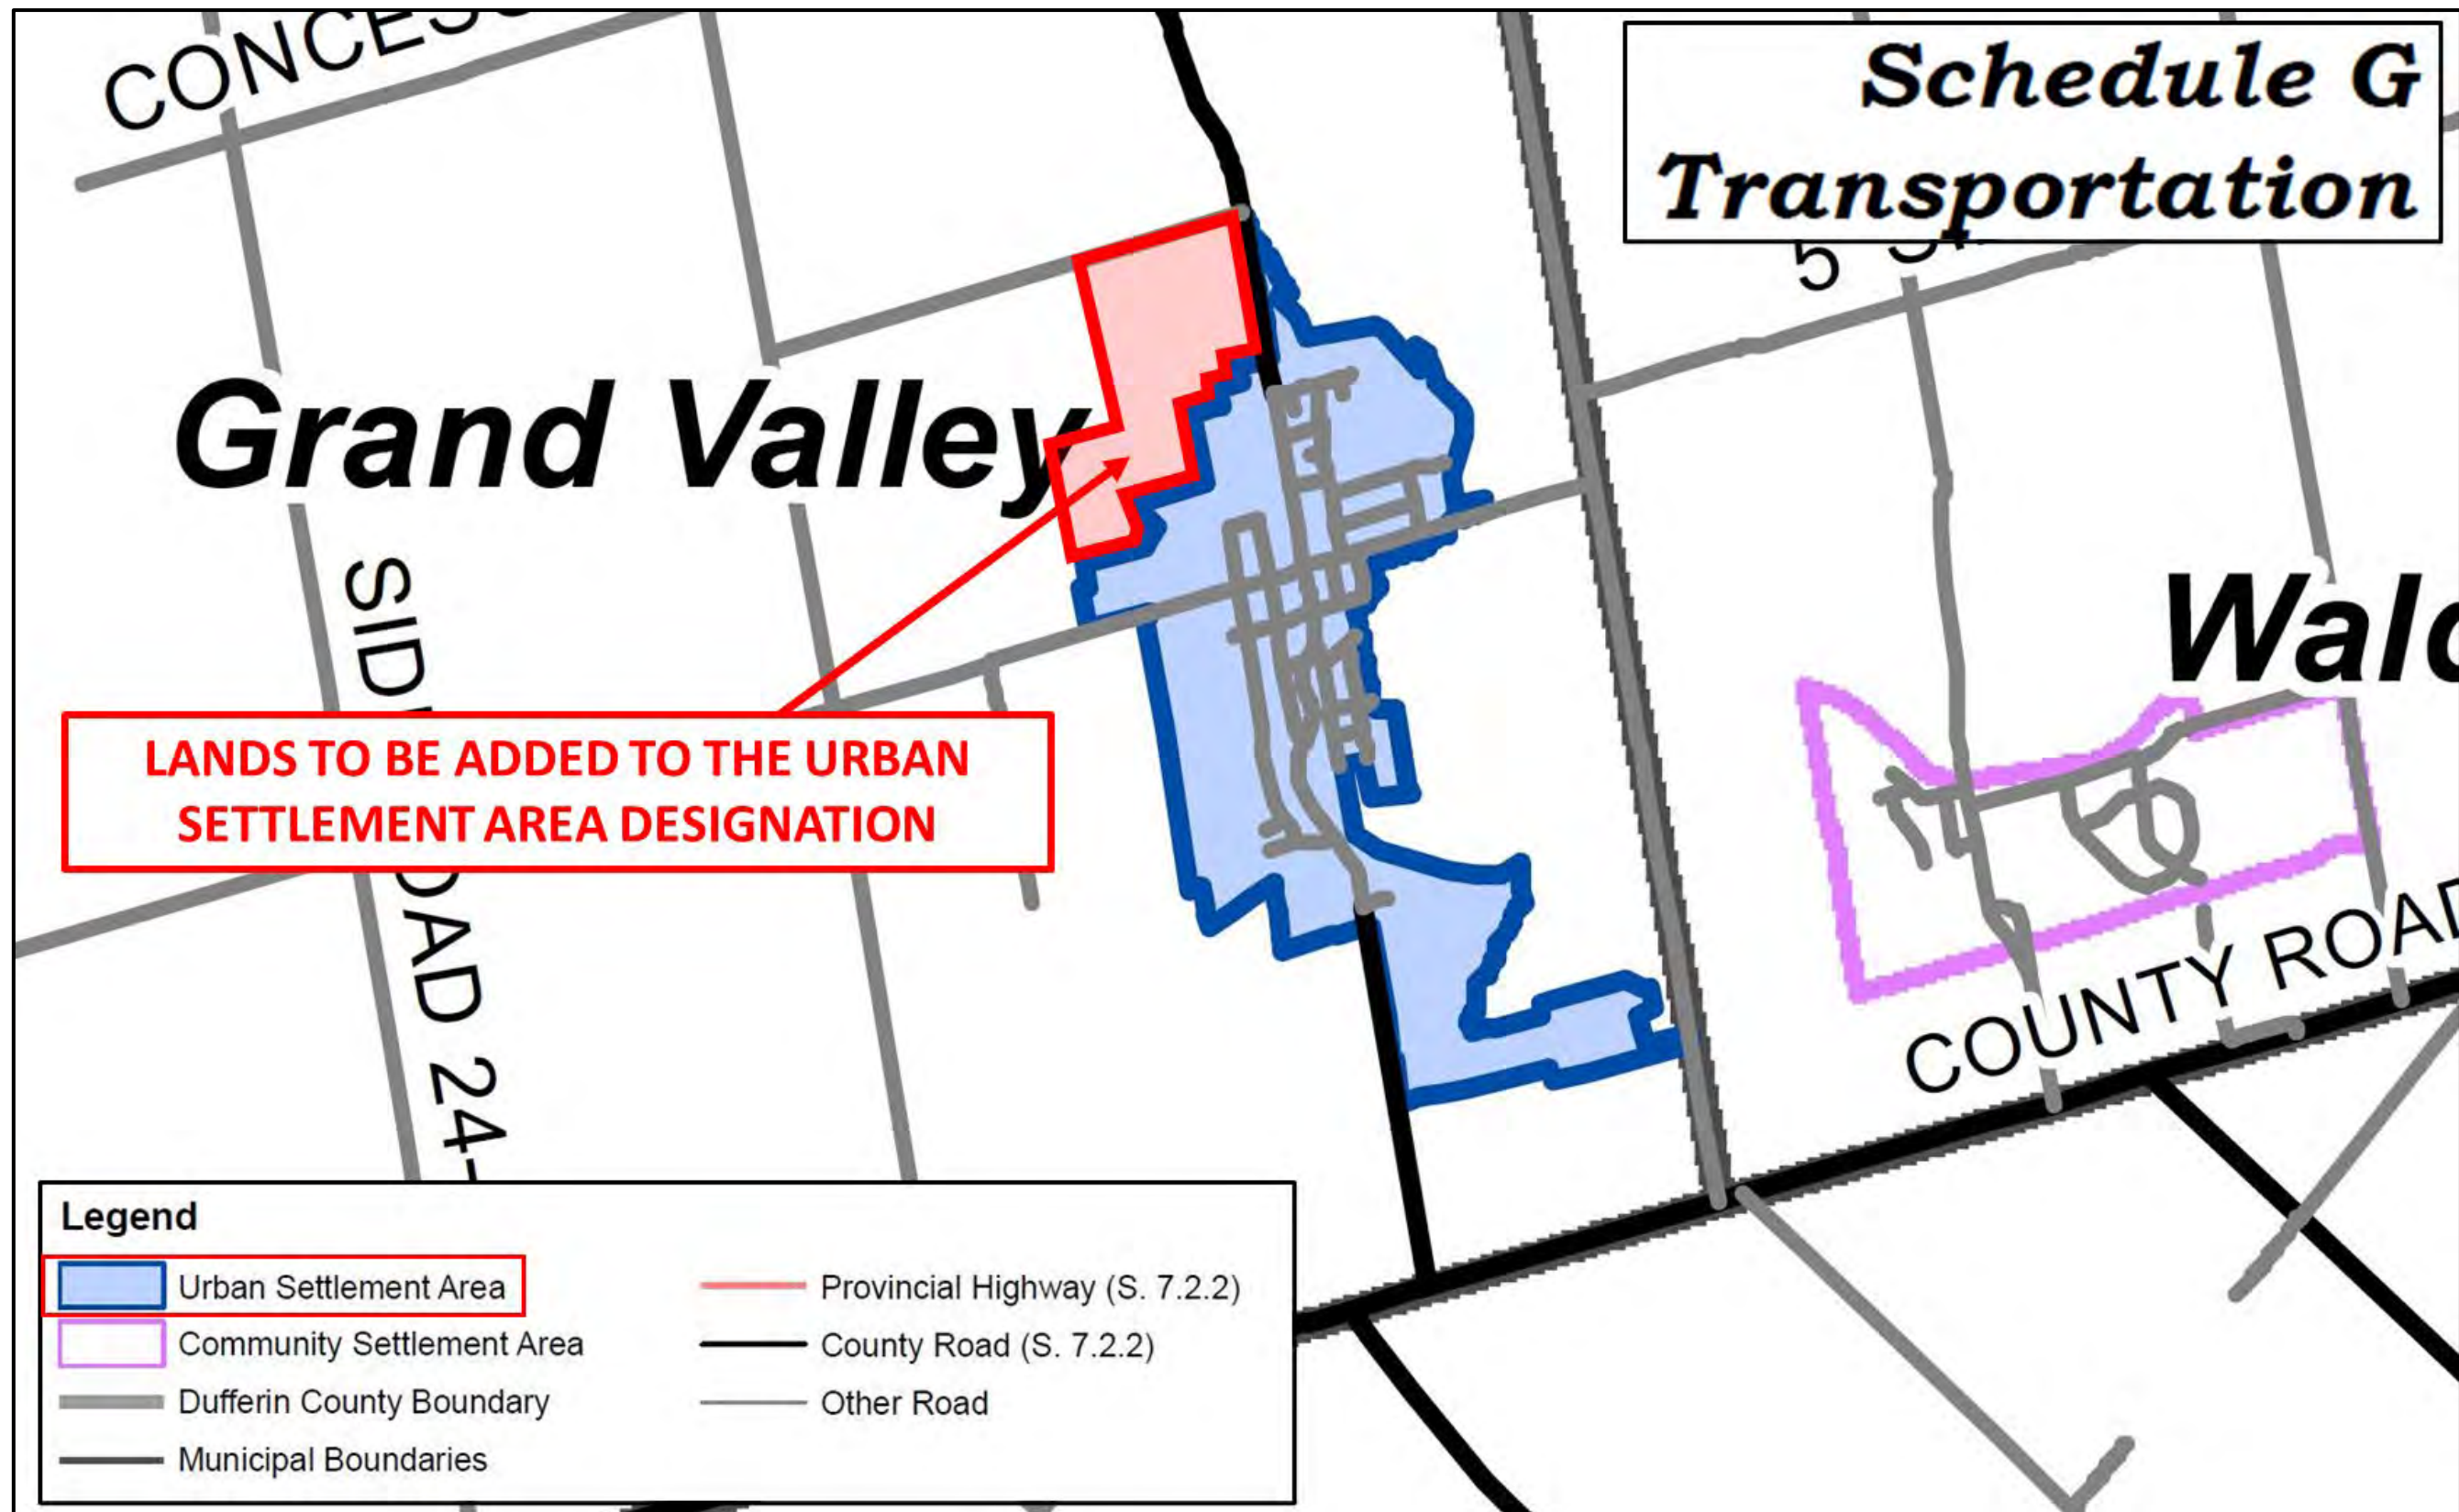 Schedule G
Transportation
Grand Valley
LANDS TO BE ADDED TO THE URBAN
SETTLEMENT AREA DESIGNATION
COUNTY ROAD
Legend
Urban Settlement Area
Community Settlement Area
Dufferin County Boundary
Municipal Boundaries
Provincial Highway (S. 7.2.2)
County Road (S. 7.2.2)
Other Road